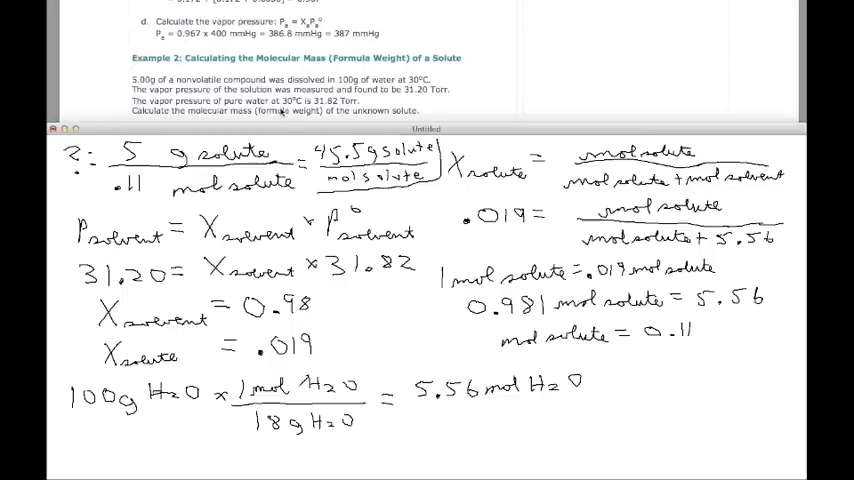 d. Calculate the vapor pressure: Pₐ = XₐPₐ°
Pₐ = 0.967 x 400 mmHg = 386.8 mmHg = 387 mmHg
Example 2: Calculating the Molecular Mass (Formula Weight) of a Solute
5.00g of a nonvolatile compound was dissolved in 100g of water at 30°C.
The vapor pressure of the solution was measured and found to be 31.20 Torr.
The vapor pressure of pure water at 30°C is 31.82 Torr.
Calculate the molecular mass (formula weight) of the unknown solute.
Untitled
?: 5 g solute / .11 mol solute = 45.5g solute / mol solute
P solvent = X solvent × P° solvent
31.20 = X solvent × 31.82
X solvent = 0.98
X solute = .019
100g H₂O × 1 mol H₂O / 18g H₂O = 5.56 mol H₂O
X solute = mol solute / mol solute + mol solvent
.019 = mol solute / mol solute + 5.56
1 mol solute = .019 mol solute
0.981 mol solute = 5.56
mol solute = 0.11